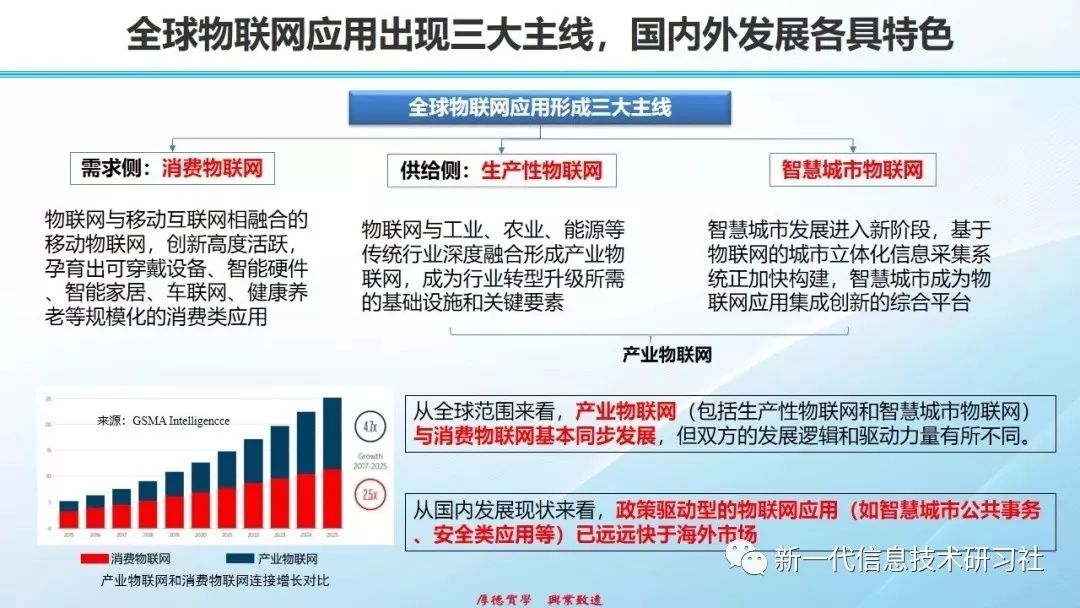 全球物联网应用出现三大主线，国内外发展各具特色
全球物联网应用形成三大主线
需求侧：消费物联网
物联网与移动互联网相融合的
移动物联网，创新高度活跃，
孕育出可穿戴设备、智能硬件
、智能家居、车联网、健康养
老等规模化的消费类应用
供给侧：生产性物联网
物联网与工业、农业、能源等
传统行业深度融合形成产业物
联网，成为行业转型升级所需
的基础设施和关键要素
智慧城市物联网
智慧城市发展进入新阶段，基于
物联网的城市立体化信息采集系
统正加快构建，智慧城市成为物
联网应用集成创新的综合平台
产业物联网
来源：GSMA Intelligencce
25
20
15
10
5
0
2015 2016 2017 2018 2019 2020 2021 2022 2023 2024 2025
4.7x
Growth
2017-2025
2.5x
消费物联网 产业物联网
产业物联网和消费物联网连接增长对比
从全球范围来看，产业物联网（包括生产性物联网和智慧城市物联网）
与消费物联网基本同步发展，但双方的发展逻辑和驱动力量有所不同。
从国内发展现状来看，政策驱动型的物联网应用（如智慧城市公共事务
、安全类应用等）已远远快于海外市场
新一代信息技术研习社
厚德實學 興業致遠